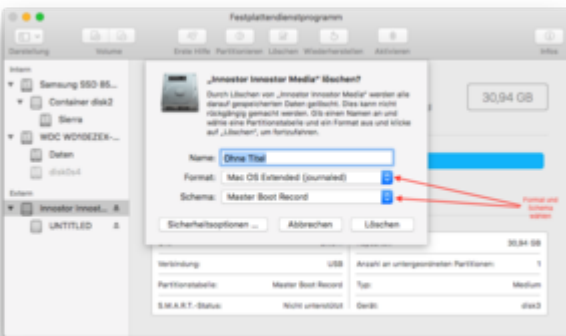 Festplattendienstprogramm
Darstellung Volume Erste Hilfe Partitionieren Löschen Wiederherstellen Aktivieren Infos
Intern
Samsung SSD 85...
Container disk2
Sierra
WDC WD10EZEX-...
Daten
disk0s4
Extern
Innostor Innost...
UNTITLED
„Innostor Innostor Media“ löschen?
Durch Löschen von „Innostor Innostor Media“ werden alle
darauf gespeicherten Daten gelöscht. Dies kann nicht
rückgängig gemacht werden. Gib einen Namen an und
wähle eine Partitionstabelle und ein Format aus und klicke
auf „Löschen“, um fortzufahren.
Name: Ohne Titel
Format: Mac OS Extended (journaled)
Schema: Master Boot Record
Sicherheitsoptionen ... Abbrechen Löschen
30,94 GB
Format und
Schema
wählen
30,94 GB
Verbindung: USB
Anzahl an untergeordneten Partitionen: 1
Partitionstabelle: Master Boot Record
Typ: Medium
S.M.A.R.T.-Status: Nicht unterstützt
Gerät: disk3